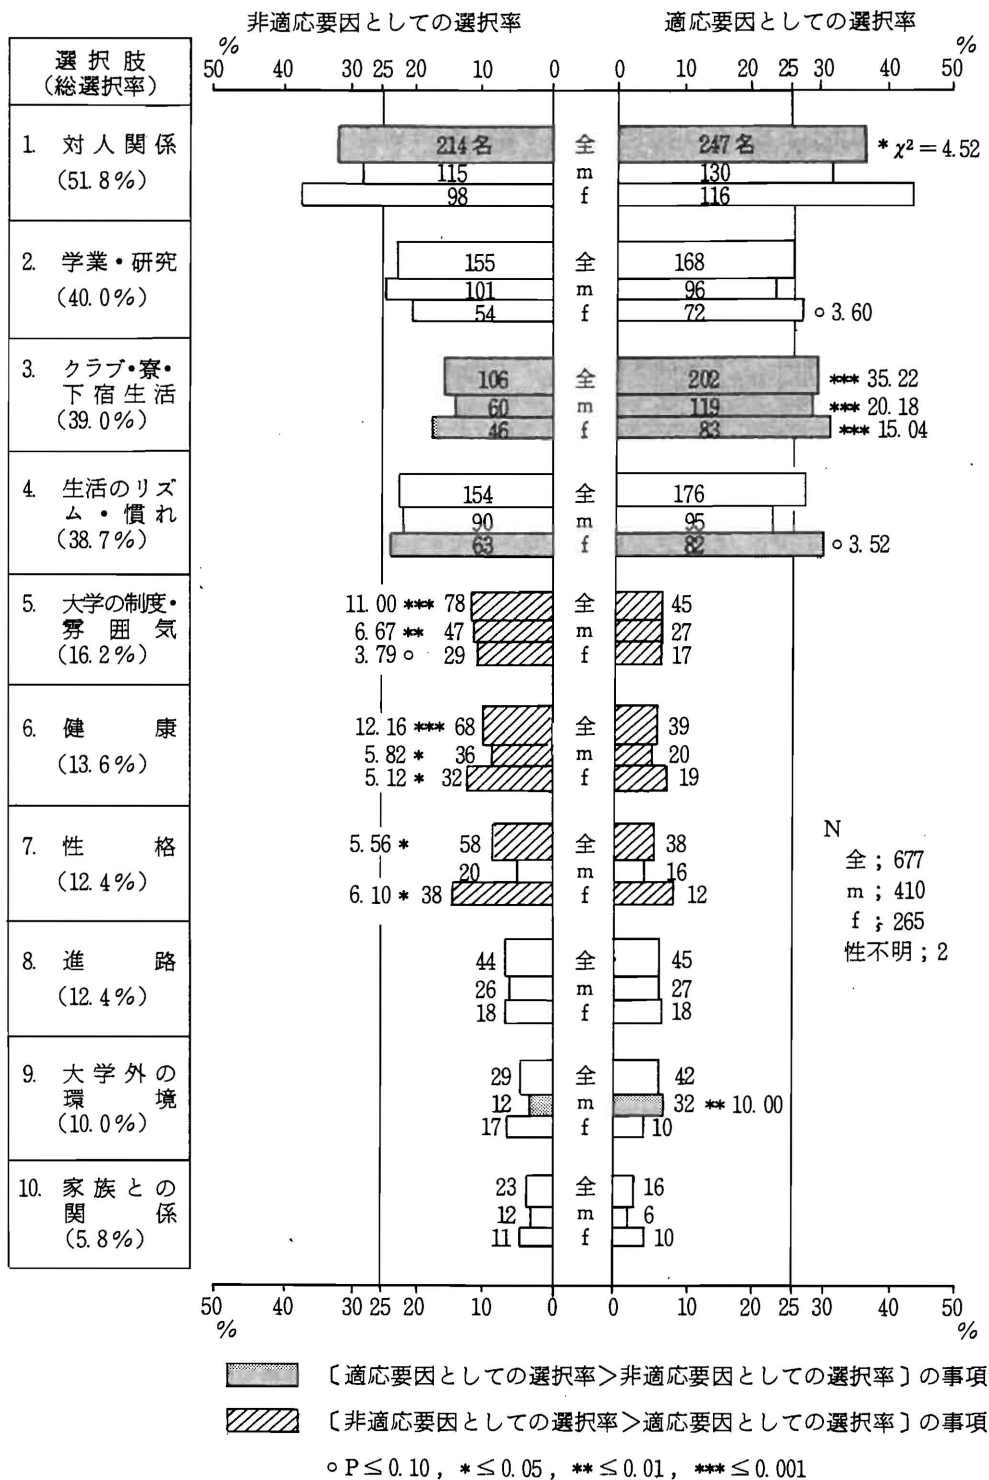 非適応要因としての選択率 適応要因としての選択率
% %
選択肢
(総選択率)
50 40 30 25 20 10 0 0 10 20 25 30 40 50
1. 対人関係
(51.8%)
214名 全 247名 * χ² = 4.52
115 m 130
98 f 116
2. 学業・研究
(40.0%)
155 全 168
101 m 96
54 f 72 ○ 3.60
3. クラブ・寮・
下宿生活
(39.0%)
106 全 202 *** 35.22
60 m 119 *** 20.18
46 f 83 *** 15.04
4. 生活のリズ
ム・慣れ
(38.7%)
154 全 176
90 m 95
63 f 82 ○ 3.52
5. 大学の制度・
雰囲気
(16.2%)
11.00 *** 78 全 45
6.67 ** 47 m 27
3.79 ○ 29 f 17
6. 健康
(13.6%)
12.16 *** 68 全 39
5.82 * 36 m 20
5.12 * 32 f 19
7. 性格
(12.4%)
5.56 * 58 全 38
20 m 16
6.10 * 38 f 12
N
全；677
m；410
f；265
性不明；2
8. 進路
(12.4%)
44 全 45
26 m 27
18 f 18
9. 大学外の
環境
(10.0%)
29 全 42
12 m 32 ** 10.00
17 f 10
10. 家族との
関係
(5.8%)
23 全 16
12 m 6
11 f 10
50 40 30 25 20 10 0 0 10 20 25 30 40 50
% %
〔適応要因としての選択率＞非適応要因としての選択率〕の事項
〔非適応要因としての選択率＞適応要因としての選択率〕の事項
○ P ≤ 0.10 , * ≤ 0.05 , ** ≤ 0.01 , *** ≤ 0.001